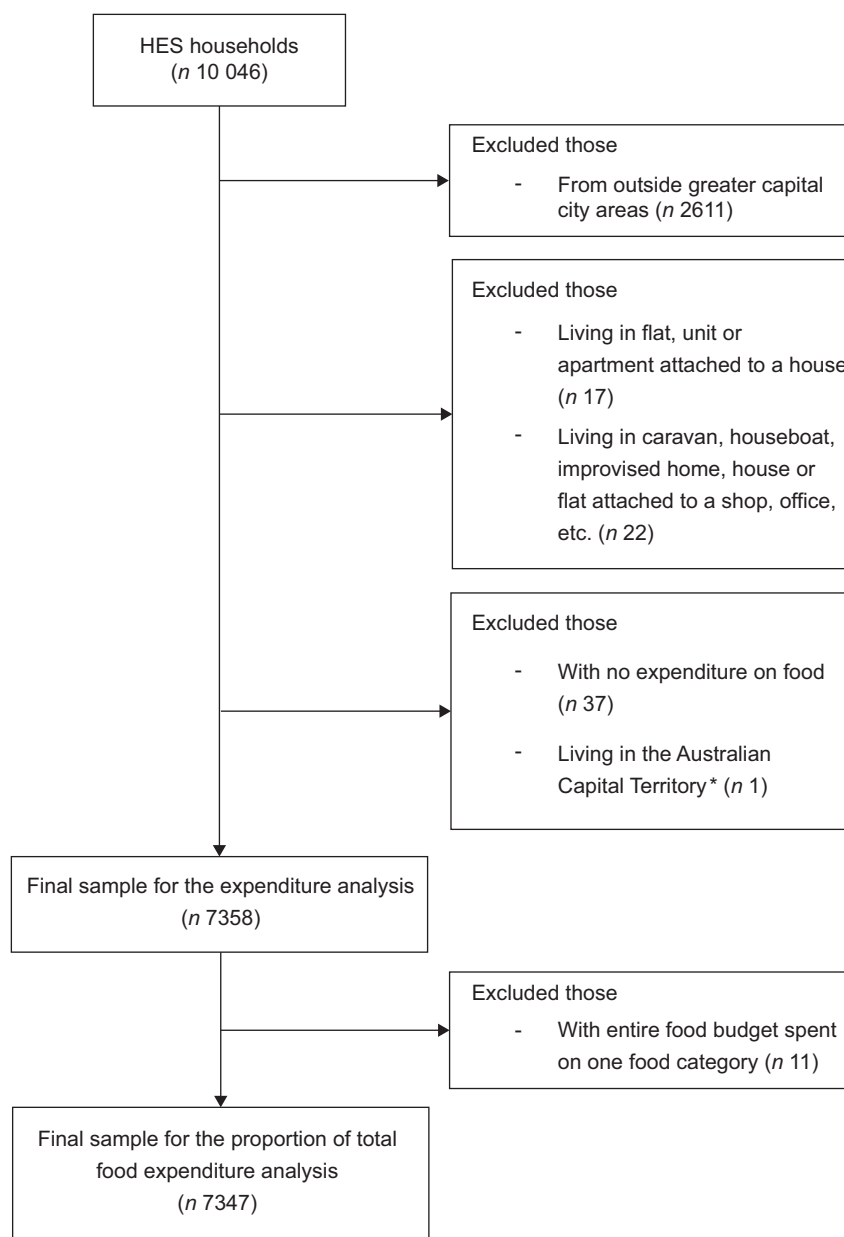 HES households
(n 10 046)
Excluded those
- From outside greater capital
city areas (n 2611)
Excluded those
- Living in flat, unit or
apartment attached to a house
(n 17)
- Living in caravan, houseboat,
improvised home, house or
flat attached to a shop, office,
etc. (n 22)
Excluded those
- With no expenditure on food
(n 37)
- Living in the Australian
Capital Territory* (n 1)
Final sample for the expenditure analysis
(n 7358)
Excluded those
- With entire food budget spent
on one food category (n 11)
Final sample for the proportion of total
food expenditure analysis
(n 7347)